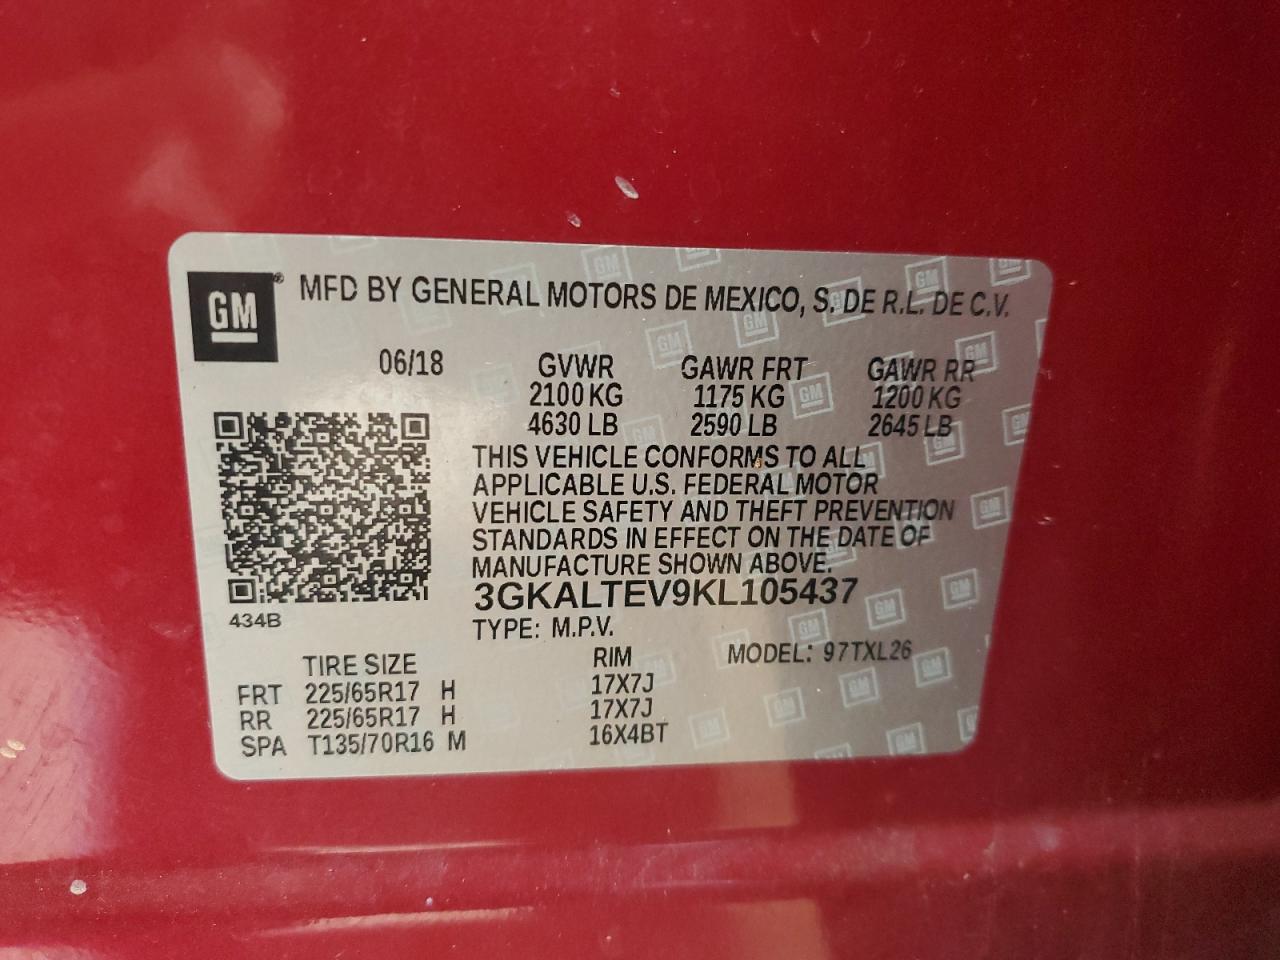 GM® MFD BY GENERAL MOTORS DE MEXICO, S. DE R.L. DE C.V.
06/18 GVWR GAWR FRT GAWR RR
2100 KG 1175 KG 1200 KG
4630 LB 2590 LB 2645 LB
THIS VEHICLE CONFORMS TO ALL
APPLICABLE U.S. FEDERAL MOTOR
VEHICLE SAFETY AND THEFT PREVENTION
STANDARDS IN EFFECT ON THE DATE OF
MANUFACTURE SHOWN ABOVE.
3GKALTEV9KL105437
434B
TYPE: M.P.V.
TIRE SIZE RIM MODEL: 97TXL26
FRT 225/65R17 H 17X7J
RR 225/65R17 H 17X7J
SPA T135/70R16 M 16X4BT